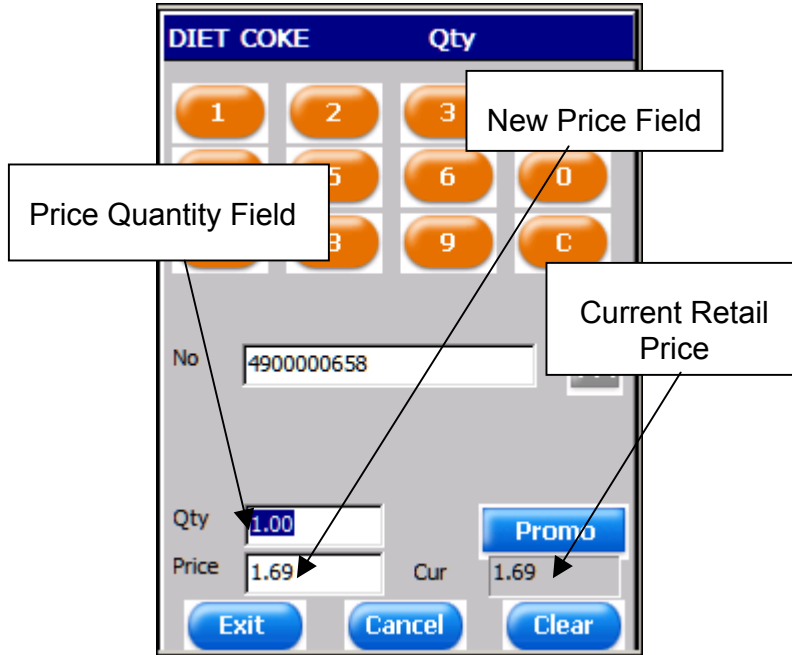 DIET COKE Qty
1 2 3
New Price Field
5 6 0
Price Quantity Field
9 C
Current Retail
Price
No 4900000658
Qty 1.00 Promo
Price 1.69 Cur 1.69
Exit Cancel Clear